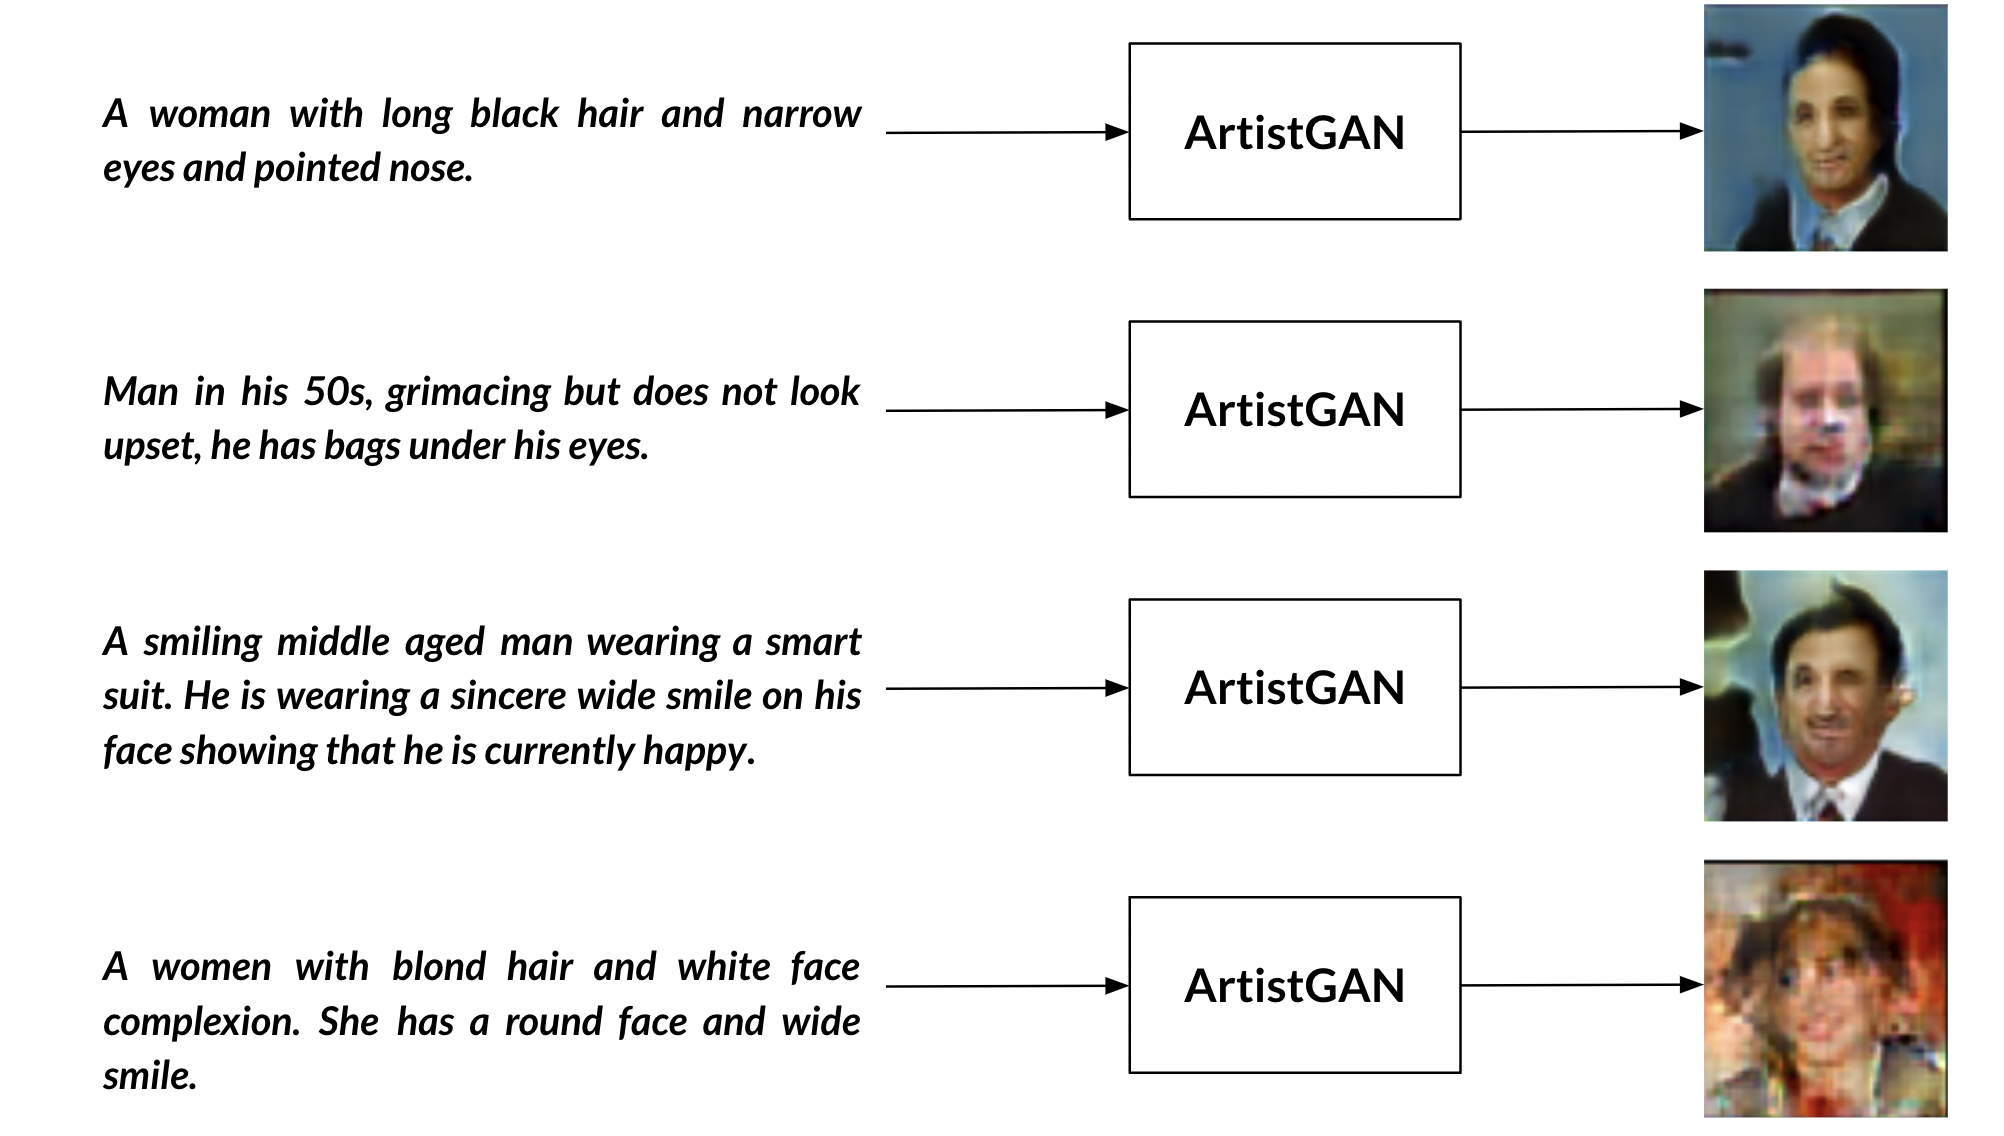 A woman with long black hair and narrow
eyes and pointed nose.
ArtistGAN
Man in his 50s, grimacing but does not look
upset, he has bags under his eyes.
ArtistGAN
A smiling middle aged man wearing a smart
suit. He is wearing a sincere wide smile on his
face showing that he is currently happy.
ArtistGAN
A women with blond hair and white face
complexion. She has a round face and wide
smile.
ArtistGAN